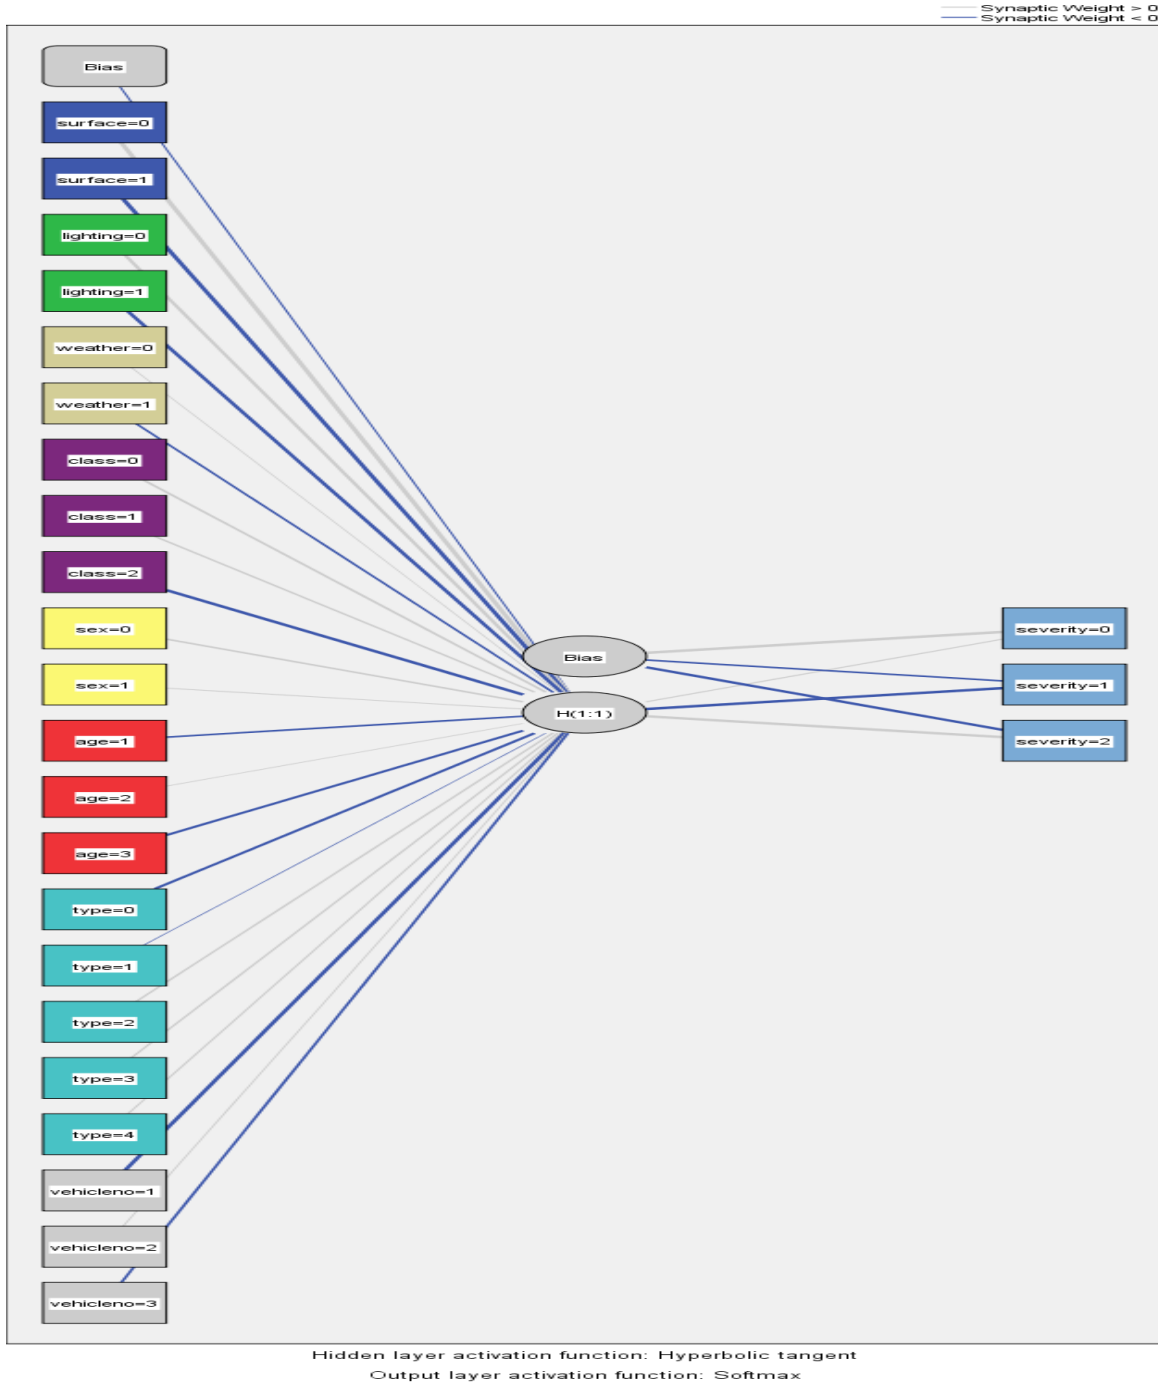 Synaptic Weight > 0
Synaptic Weight < 0
Bias
surface=0
surface=1
lighting=0
lighting=1
weather=0
weather=1
class=0
class=1
class=2
sex=0
sex=1
age=1
age=2
age=3
type=0
type=1
type=2
type=3
type=4
vehicleno=1
vehicleno=2
vehicleno=3
Bias
H(1:1)
severity=0
severity=1
severity=2
Hidden layer activation function: Hyperbolic tangent
Output layer activation function: Softmax